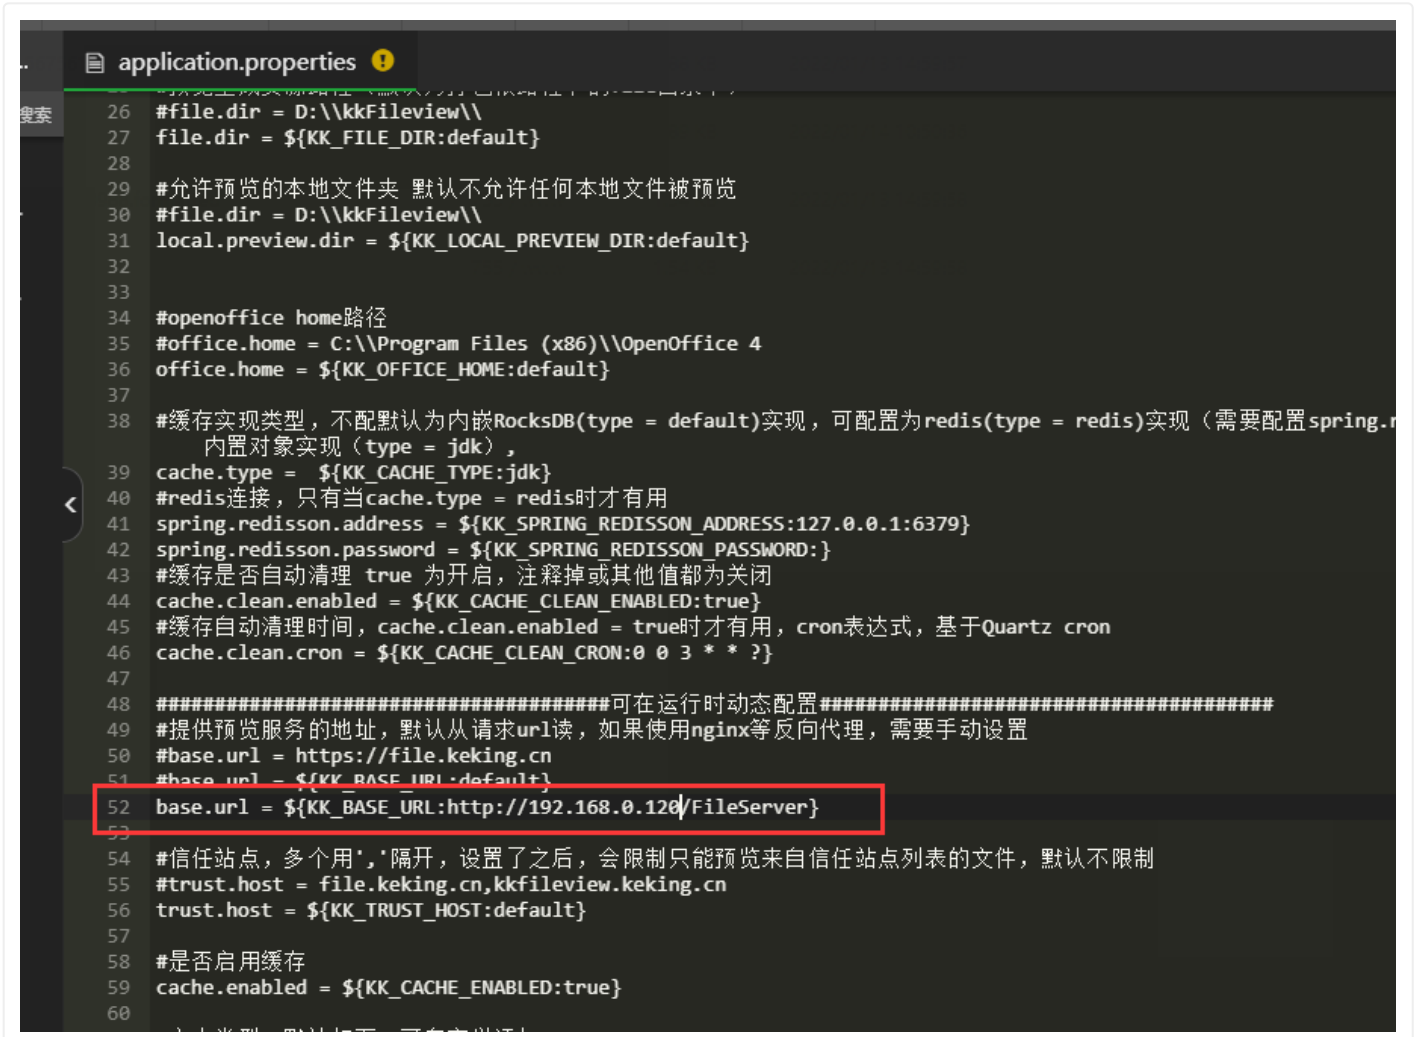 application.properties
搜索
26 #file.dir = D:\\kkFileview\\
27 file.dir = ${KK_FILE_DIR:default}
28
29 #允许预览的本地文件夹 默认不允许任何本地文件被预览
30 #file.dir = D:\\kkFileview\\
31 local.preview.dir = ${KK_LOCAL_PREVIEW_DIR:default}
32
33
34 #openoffice home路径
35 #office.home = C:\\Program Files (x86)\\OpenOffice 4
36 office.home = ${KK_OFFICE_HOME:default}
37
38 #缓存实现类型，不配默认为内嵌RocksDB(type = default)实现，可配置为redis(type = redis)实现（需要配置spring.r
内置对象实现（type = jdk），
39 cache.type =  ${KK_CACHE_TYPE:jdk}
40 #redis连接，只有当cache.type = redis时才有用
41 spring.redisson.address = ${KK_SPRING_REDISSON_ADDRESS:127.0.0.1:6379}
42 spring.redisson.password = ${KK_SPRING_REDISSON_PASSWORD:}
43 #缓存是否自动清理 true 为开启，注释掉或其他值都为关闭
44 cache.clean.enabled = ${KK_CACHE_CLEAN_ENABLED:true}
45 #缓存自动清理时间，cache.clean.enabled = true时才有用，cron表达式，基于Quartz cron
46 cache.clean.cron = ${KK_CACHE_CLEAN_CRON:0 0 3 * * ?}
47
48 #######################################可在运行时动态配置#######################################
49 #提供预览服务的地址，默认从请求url读，如果使用nginx等反向代理，需要手动设置
50 #base.url = https://file.keking.cn
51 #base.url = ${KK_BASE_URL:default}
52 base.url = ${KK_BASE_URL:http://192.168.0.120/FileServer}
53
54 #信任站点，多个用','隔开，设置了之后，会限制只能预览来自信任站点列表的文件，默认不限制
55 #trust.host = file.keking.cn,kkfileview.keking.cn
56 trust.host = ${KK_TRUST_HOST:default}
57
58 #是否启用缓存
59 cache.enabled = ${KK_CACHE_ENABLED:true}
60